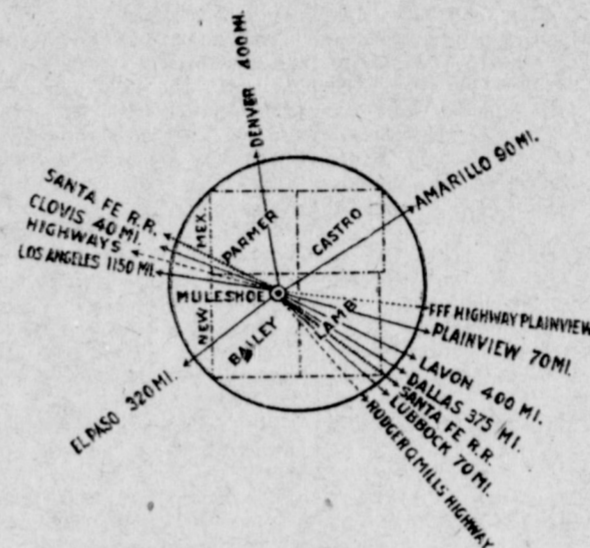 DENVER 400 MI.
AMARILLO 90 MI.
SANTA FE R.R.
CLOVIS 40 MI.
HIGHWAYS
LOS ANGELES 1150 MI.
NEW MEX.
PARMER
CASTRO
MULESHOE
BAILEY
LAMB
FFF HIGHWAY PLAINVIEW
PLAINVIEW 70 MI.
LAVON 400 MI.
DALLAS 375 MI.
SANTA FE R.R.
LUBBOCK 70 MI.
HODGE Q MILLS HIGHWAY
EL PASO 320 MI.